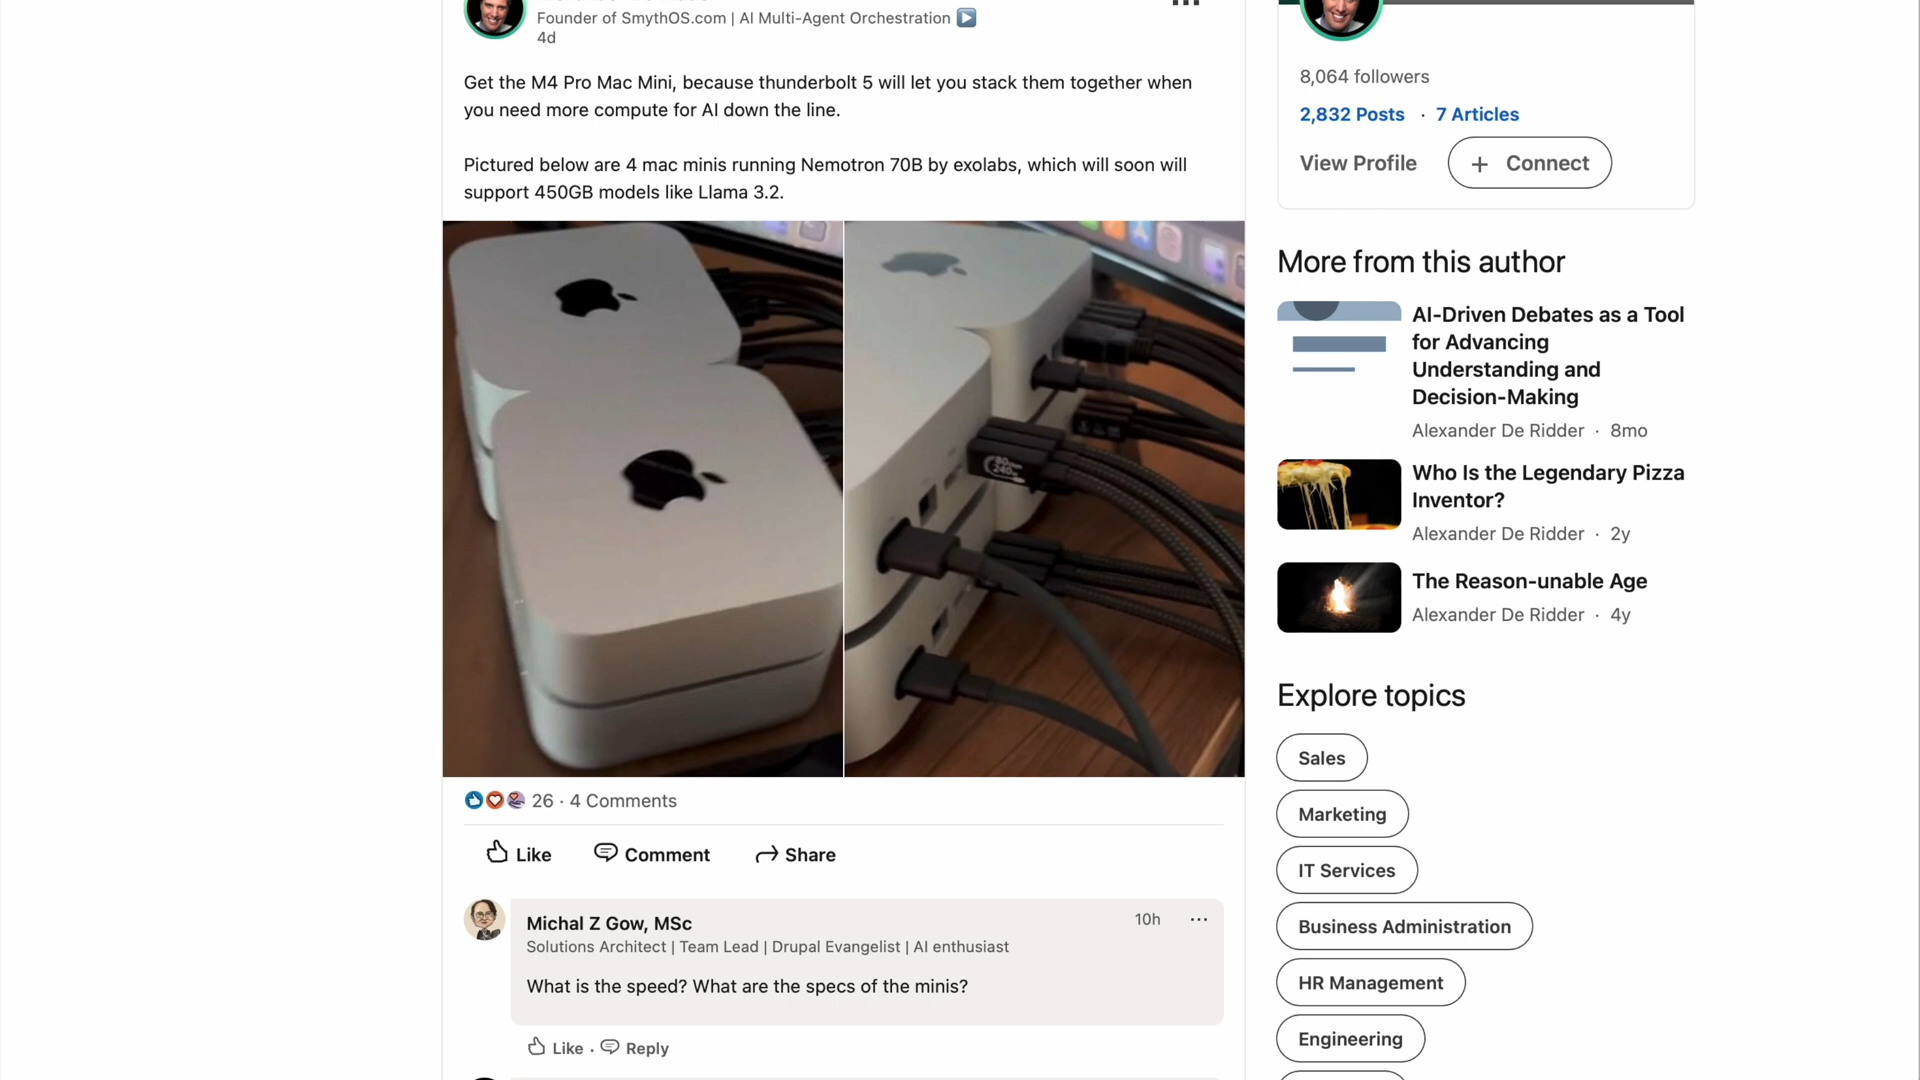 Founder of SmythOS.com | AI Multi-Agent Orchestration
4d
Get the M4 Pro Mac Mini, because thunderbolt 5 will let you stack them together when
you need more compute for AI down the line.
Pictured below are 4 mac minis running Nemotron 70B by exolabs, which will soon will
support 450GB models like Llama 3.2.
26 · 4 Comments
Like
Comment
Share
Michal Z Gow, MSc
10h
Solutions Architect | Team Lead | Drupal Evangelist | AI enthusiast
What is the speed? What are the specs of the minis?
Like · Reply
8,064 followers
2,832 Posts · 7 Articles
View Profile
+ Connect
More from this author
AI-Driven Debates as a Tool
for Advancing
Understanding and
Decision-Making
Alexander De Ridder · 8mo
Who Is the Legendary Pizza
Inventor?
Alexander De Ridder · 2y
The Reason-unable Age
Alexander De Ridder · 4y
Explore topics
Sales
Marketing
IT Services
Business Administration
HR Management
Engineering